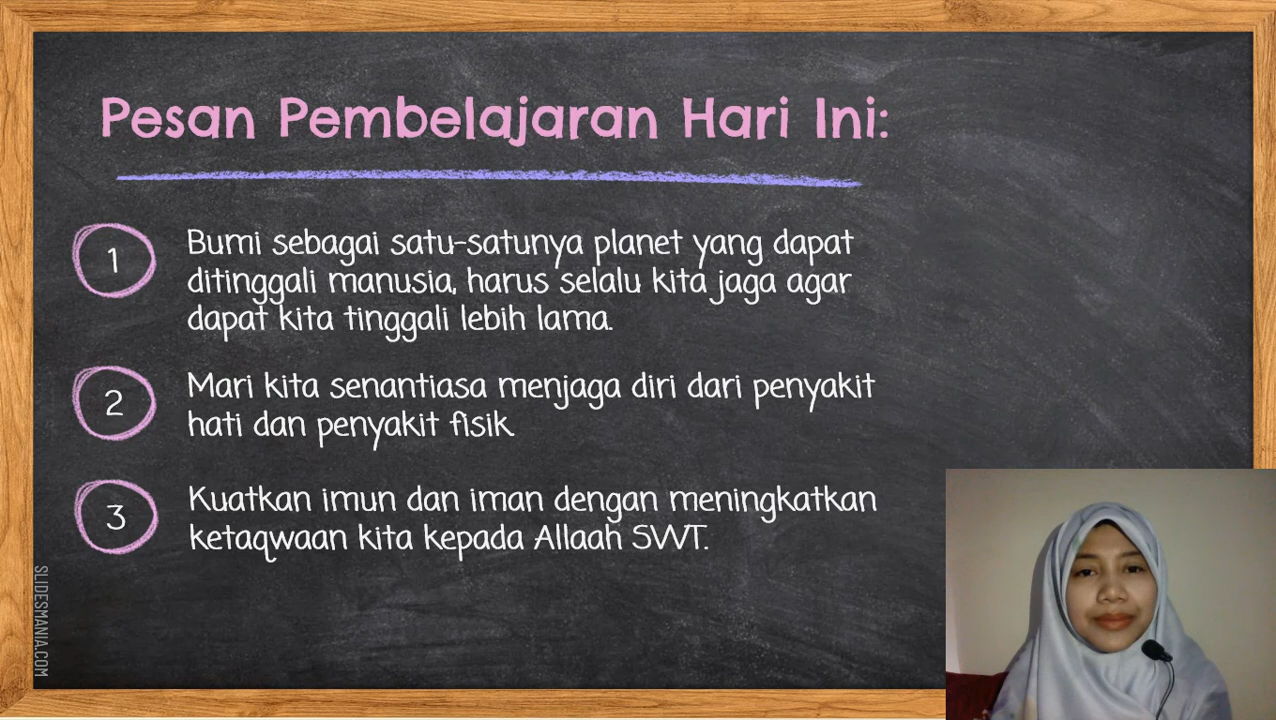 Pesan Pembelajaran Hari Ini:
1
Bumi sebagai satu-satunya planet yang dapat
ditinggali manusia, harus selalu kita jaga agar
dapat kita tinggali lebih lama.
2
Mari kita senantiasa menjaga diri dari penyakit
hati dan penyakit fisik
3
Kuatkan imun dan iman dengan meningkatkan
ketaqwaan kita kepada Allaah SWT.
SLIDESMANIA.COM